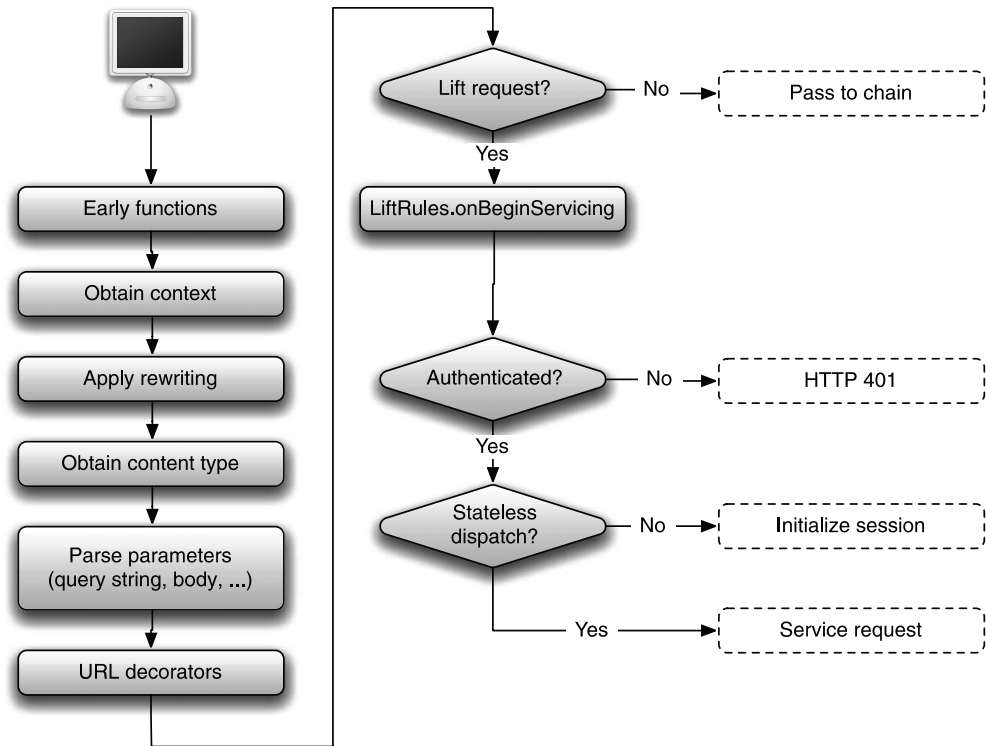 Early functions
Obtain context
Apply rewriting
Obtain content type
Parse parameters
(query string, body, ...)
URL decorators
Lift request?
No
Pass to chain
Yes
LiftRules.onBeginServicing
Authenticated?
No
HTTP 401
Yes
Stateless
dispatch?
No
Initialize session
Yes
Service request